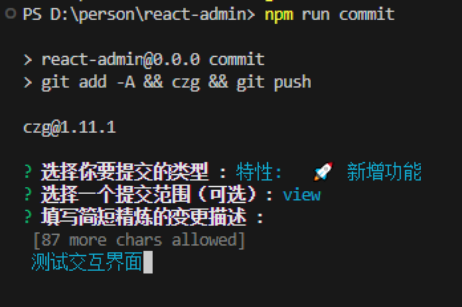 PS D:\person\react-admin> npm run commit
> react-admin@0.0.0 commit
> git add -A && czg && git push
czg@1.11.1
? 选择你要提交的类型 : 特性: 🚀 新增功能
? 选择一个提交范围（可选）: view
? 填写简短精炼的变更描述 :
[87 more chars allowed]
测试交互界面